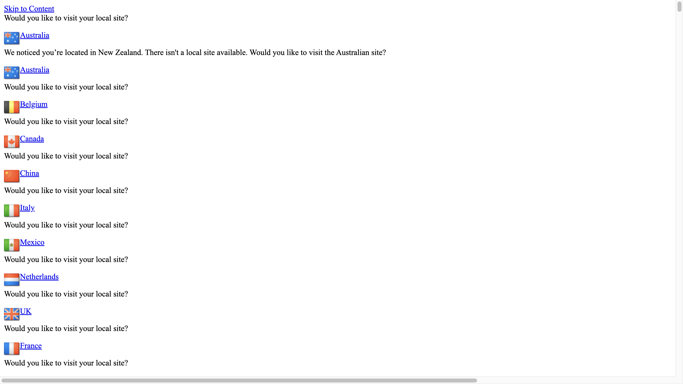 Skip to Content
Would you like to visit your local site?
Australia
We noticed you’re located in New Zealand. There isn't a local site available. Would you like to visit the Australian site?
Australia
Would you like to visit your local site?
Belgium
Would you like to visit your local site?
Canada
Would you like to visit your local site?
China
Would you like to visit your local site?
Italy
Would you like to visit your local site?
Mexico
Would you like to visit your local site?
Netherlands
Would you like to visit your local site?
UK
Would you like to visit your local site?
France
Would you like to visit your local site?